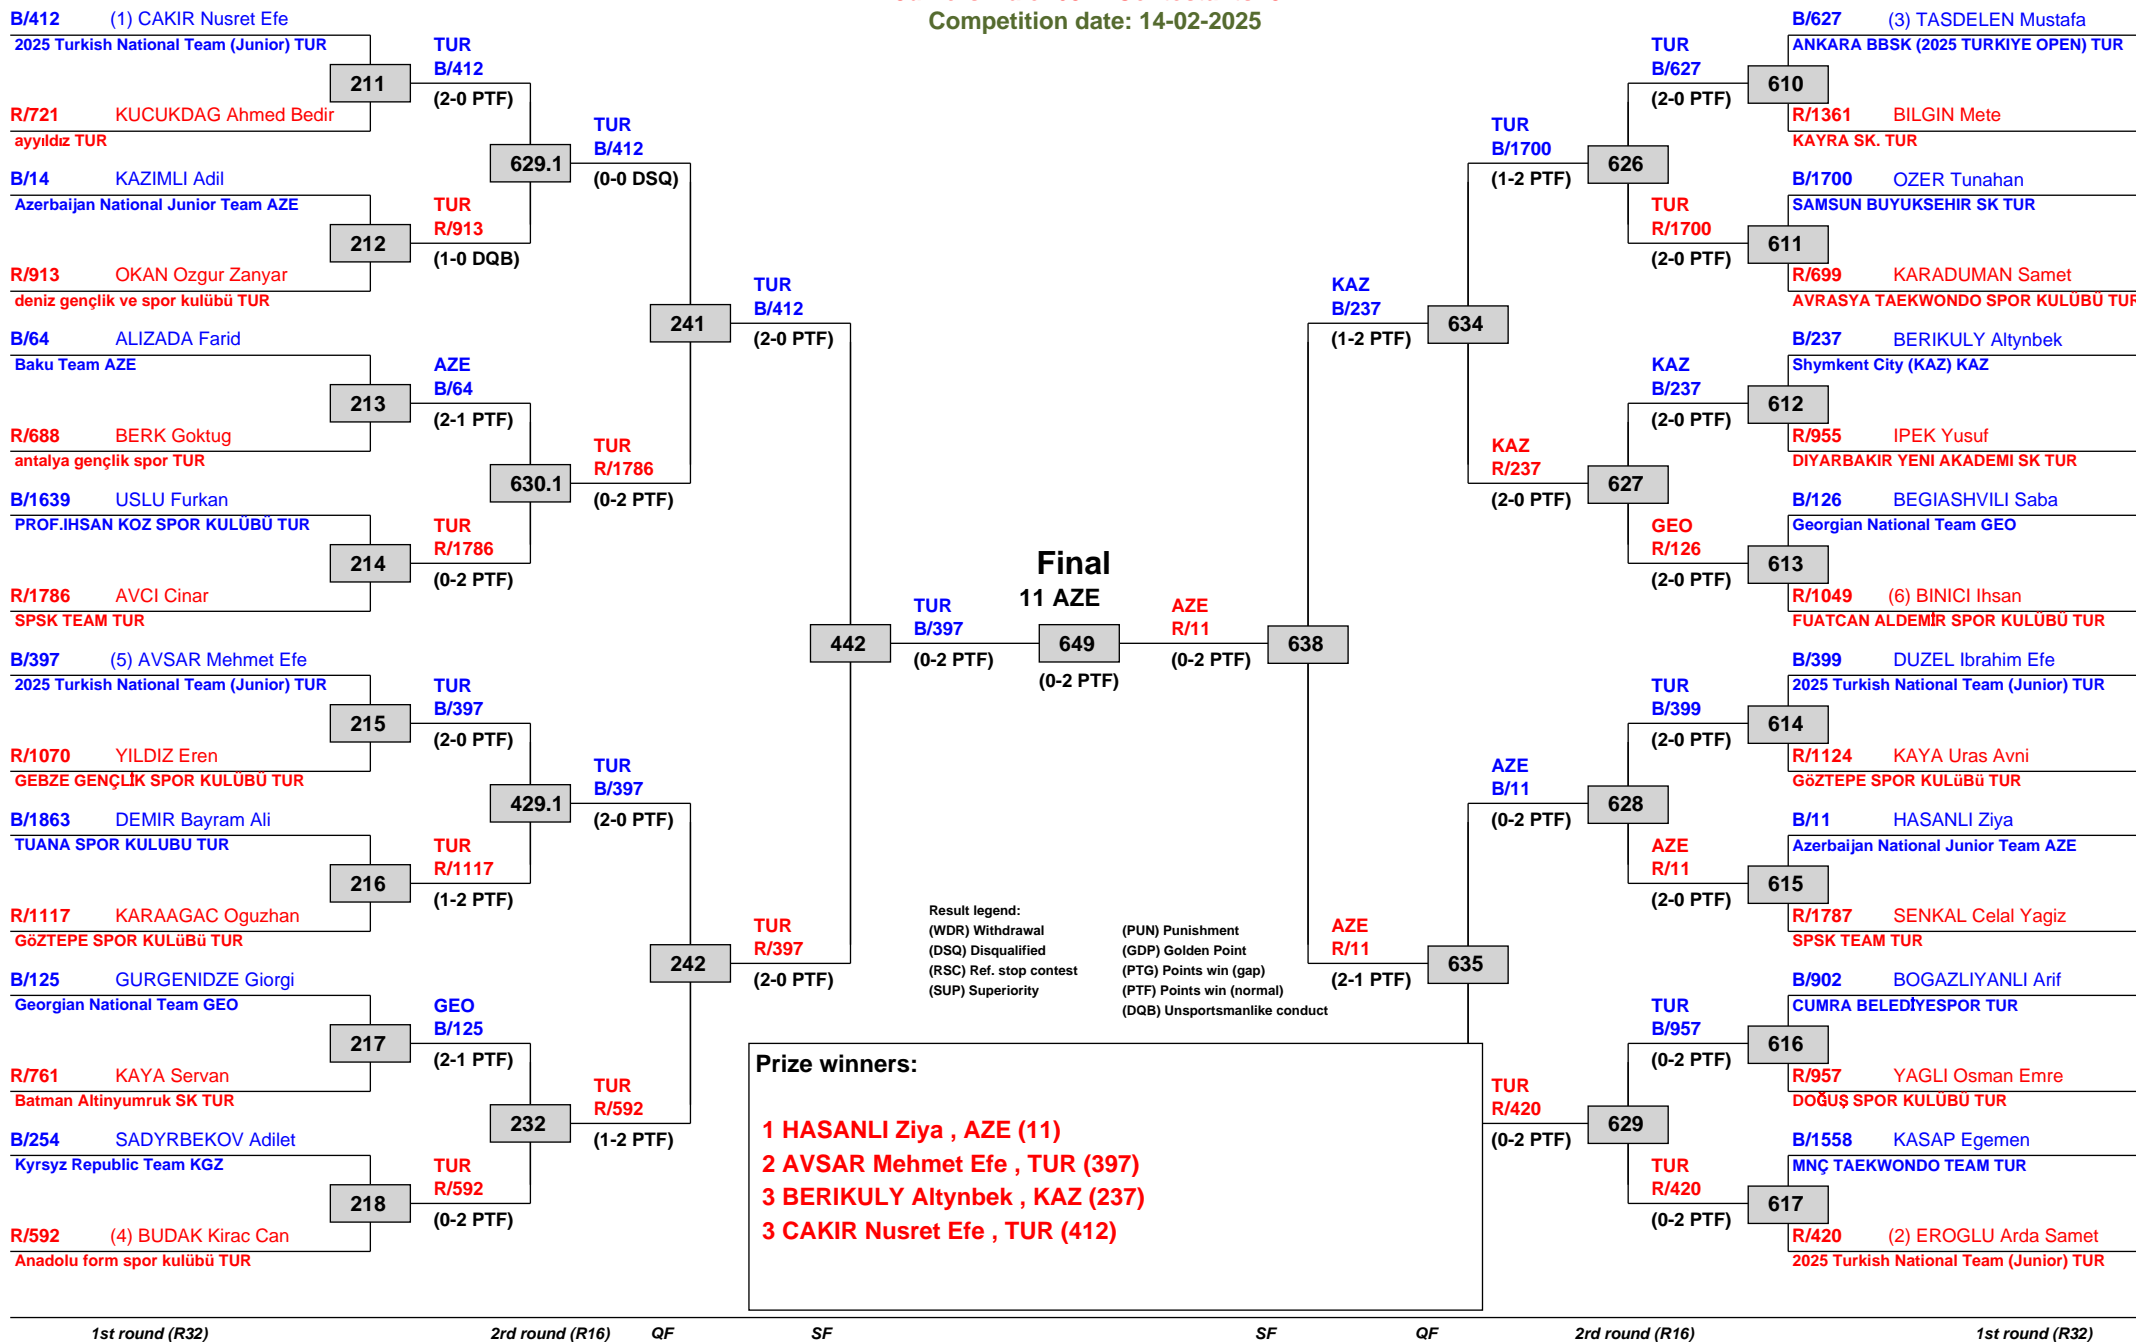 Competition date: 14-02-2025
B/412 (1) CAKIR Nusret Efe
2025 Turkish National Team (Junior) TUR
211
R/721 KUCUKDAG Ahmed Bedir
ayyıldız TUR
B/14 KAZIMLI Adil
Azerbaijan National Junior Team AZE
212
R/913 OKAN Ozgur Zanyar
deniz gençlik ve spor kulübü TUR
B/64 ALIZADA Farid
Baku Team AZE
213
R/688 BERK Goktug
antalya gençlik spor TUR
B/1639 USLU Furkan
PROF.IHSAN KOZ SPOR KULÜBÜ TUR
214
R/1786 AVCI Cinar
SPSK TEAM TUR
B/397 (5) AVSAR Mehmet Efe
2025 Turkish National Team (Junior) TUR
215
R/1070 YILDIZ Eren
GEBZE GENÇLİK SPOR KULÜBÜ TUR
B/1863 DEMIR Bayram Ali
TUANA SPOR KULUBU TUR
216
R/1117 KARAAGAC Oguzhan
GöZTEPE SPOR KULüBü TUR
B/125 GURGENIDZE Giorgi
Georgian National Team GEO
217
R/761 KAYA Servan
Batman Altinyumruk SK TUR
B/254 SADYRBEKOV Adilet
Kyrsyz Republic Team KGZ
218
R/592 (4) BUDAK Kirac Can
Anadolu form spor kulübü TUR
TUR
B/412
(2-0 PTF)
629.1
TUR
R/913
(1-0 DQB)
AZE
B/64
(2-1 PTF)
630.1
TUR
R/1786
(0-2 PTF)
TUR
B/397
(2-0 PTF)
429.1
TUR
R/1117
(1-2 PTF)
GEO
B/125
(2-1 PTF)
232
TUR
R/592
(0-2 PTF)
TUR
B/412
(0-0 DSQ)
241
TUR
R/1786
(0-2 PTF)
TUR
B/397
(2-0 PTF)
242
TUR
R/592
(1-2 PTF)
TUR
B/412
(2-0 PTF)
442
TUR
R/397
(2-0 PTF)
TUR
B/397
(0-2 PTF)
Final
11 AZE
649
(0-2 PTF)
AZE
R/11
(0-2 PTF)
638
KAZ
B/237
(1-2 PTF)
AZE
R/11
(2-1 PTF)
634
635
TUR
B/1700
(1-2 PTF)
KAZ
R/237
(2-0 PTF)
AZE
B/11
(0-2 PTF)
TUR
R/420
(0-2 PTF)
626
627
628
629
TUR
B/627
(2-0 PTF)
TUR
R/1700
(2-0 PTF)
KAZ
B/237
(2-0 PTF)
GEO
R/126
(2-0 PTF)
TUR
B/399
(2-0 PTF)
AZE
R/11
(2-0 PTF)
TUR
B/957
(0-2 PTF)
TUR
R/420
(0-2 PTF)
B/627 (3) TASDELEN Mustafa
ANKARA BBSK (2025 TURKIYE OPEN) TUR
610
R/1361 BILGIN Mete
KAYRA SK. TUR
B/1700 OZER Tunahan
SAMSUN BUYUKSEHIR SK TUR
611
R/699 KARADUMAN Samet
AVRASYA TAEKWONDO SPOR KULÜBÜ TUR
B/237 BERIKULY Altynbek
Shymkent City (KAZ) KAZ
612
R/955 IPEK Yusuf
DIYARBAKIR YENI AKADEMI SK TUR
B/126 BEGIASHVILI Saba
Georgian National Team GEO
613
R/1049 (6) BINICI Ihsan
FUATCAN ALDEMİR SPOR KULÜBÜ TUR
B/399 DUZEL Ibrahim Efe
2025 Turkish National Team (Junior) TUR
614
R/1124 KAYA Uras Avni
GöZTEPE SPOR KULüBü TUR
B/11 HASANLI Ziya
Azerbaijan National Junior Team AZE
615
R/1787 SENKAL Celal Yagiz
SPSK TEAM TUR
B/902 BOGAZLIYANLI Arif
CUMRA BELEDİYESPOR TUR
616
R/957 YAGLI Osman Emre
DOĞUŞ SPOR KULÜBÜ TUR
B/1558 KASAP Egemen
MNÇ TAEKWONDO TEAM TUR
617
R/420 (2) EROGLU Arda Samet
2025 Turkish National Team (Junior) TUR
Result legend:
(WDR) Withdrawal (PUN) Punishment
(DSQ) Disqualified (GDP) Golden Point
(RSC) Ref. stop contest (PTG) Points win (gap)
(SUP) Superiority (PTF) Points win (normal)
(DQB) Unsportsmanlike conduct
Prize winners:
1 HASANLI Ziya , AZE (11)
2 AVSAR Mehmet Efe , TUR (397)
3 BERIKULY Altynbek , KAZ (237)
3 CAKIR Nusret Efe , TUR (412)
1st round (R32) 2rd round (R16) QF SF SF QF 2rd round (R16) 1st round (R32)